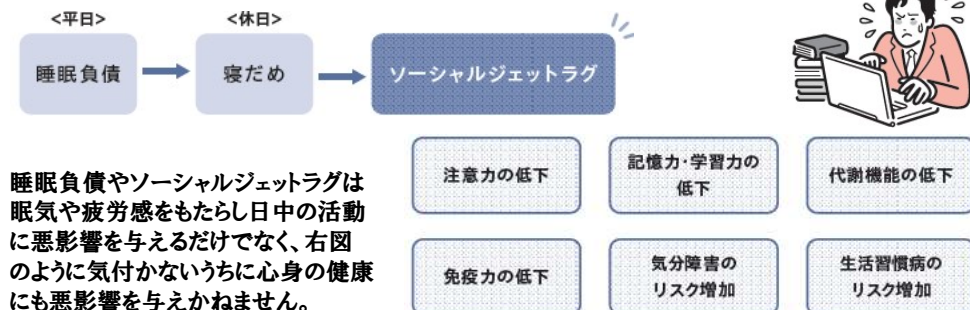 <平日>
<休日>
睡眠負債
寝だめ
ソーシャルジェットラグ
睡眠負債やソーシャルジェットラグは
眠気や疲労感をもたらし日中の活動
に悪影響を与えるだけでなく、右図
のように気付かないうちに心身の健康
にも悪影響を与えかねません。
注意力の低下
記憶力・学習力の
低下
代謝機能の低下
免疫力の低下
気分障害の
リスク増加
生活習慣病の
リスク増加